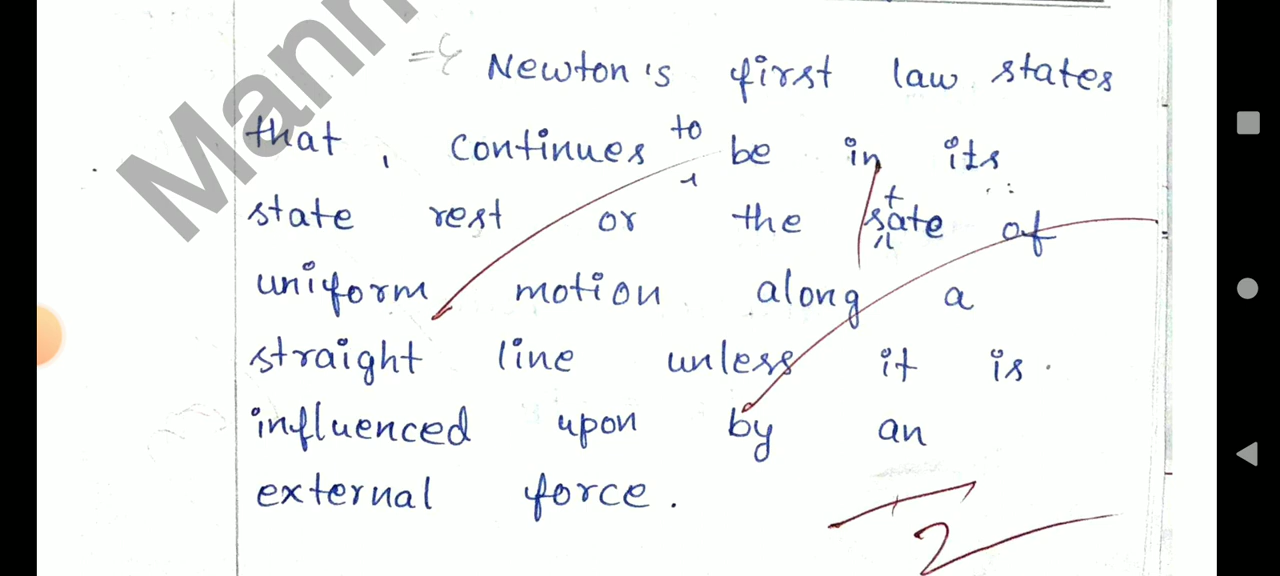 Mann
Newton's first law states
that, continues to be in its
state rest or the state of
uniform motion along a
straight line unless it is
influenced upon by an
external force.
2